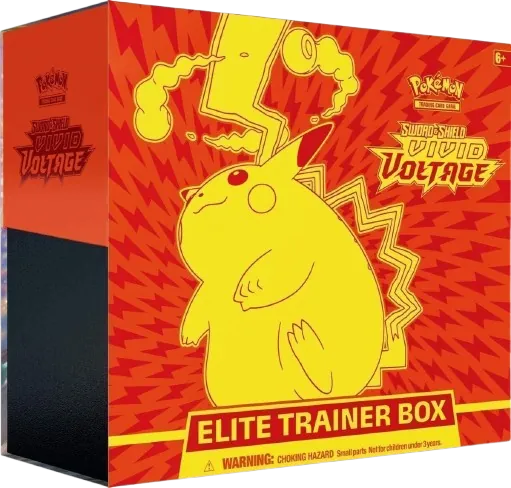 6+
Pokémon
TRADING CARD GAME
SWORD & SHIELD
VIVID
VOLTAGE
Pokémon
SWORD & SHIELD
VIVID
VOLTAGE
ELITE TRAINER BOX
WARNING: CHOKING HAZARD Small parts Not for children under 3 years.